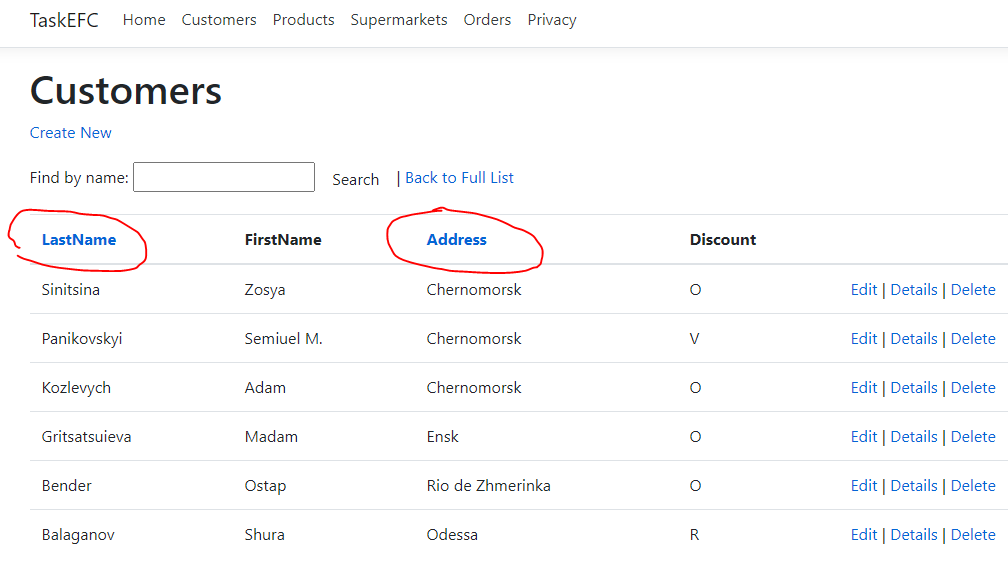 TaskEFC Home Customers Products Supermarkets Orders Privacy
Customers
Create New
Find by name: Search | Back to Full List
LastName FirstName Address Discount
Sinitsina Zosya Chernomorsk O Edit | Details | Delete
Panikovskyi Semiuel M. Chernomorsk V Edit | Details | Delete
Kozlevych Adam Chernomorsk O Edit | Details | Delete
Gritsatsuieva Madam Ensk O Edit | Details | Delete
Bender Ostap Rio de Zhmerinka O Edit | Details | Delete
Balaganov Shura Odessa R Edit | Details | Delete